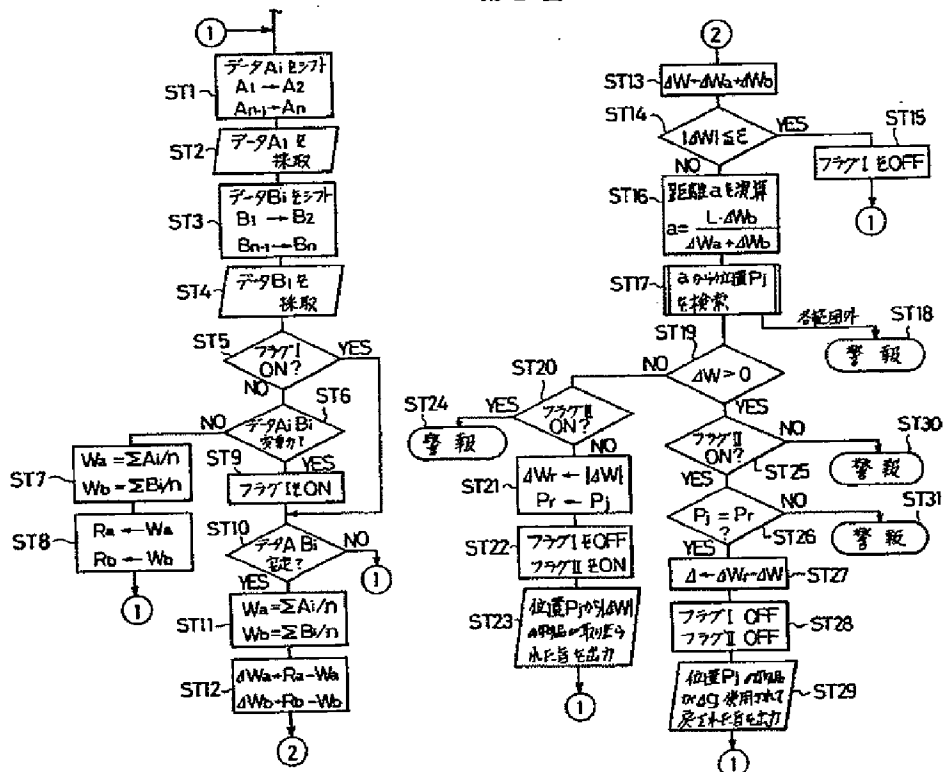 ①
ST1
データAiをシフト
A1→A2
An-1→An
ST2
データA1を
採取
ST3
データBiをシフト
B1→B2
Bn-1→Bn
ST4
データB1を
採取
ST5
フラグⅠ
ON?
YES
NO
ST6
データAi Bi
変動か?
NO
YES
ST7
Wa=ΣAi/n
Wb=ΣBi/n
ST8
Ra←Wa
Rb←Wb
①
ST9
フラグⅠをON
ST10
データA Bi
安定?
NO
①
YES
ST11
Wa=ΣAi/n
Wb=ΣBi/n
ST12
ΔWa←Ra-Wa
ΔWb←Rb-Wb
②
②
ST13
ΔW←ΔWa+ΔWb
ST14
|ΔW|≦ε
YES
NO
ST15
フラグⅠをOFF
①
ST16
距離aを演算
a=L・ΔWb/ΔWa+ΔWb
ST17
aから位置Pj
を検索
各範囲外
ST18
警報
ST19
ΔW>0
NO
YES
ST20
フラグⅡ
ON?
YES
NO
ST24
警報
ST21
ΔWr←|ΔW|
Pr←Pj
ST22
フラグⅠをOFF
フラグⅡをON
ST23
位置Pjから|ΔW|
の取り出さ
れた旨を出力
①
フラグⅡ
ON?
ST25
NO
YES
ST30
警報
Pj=Pr
?
ST26
NO
YES
ST31
警報
Δ←ΔWr-ΔW
ST27
フラグⅠ OFF
フラグⅡ OFF
ST28
位置Pjの
がΔg使用されて
戻された旨を出力
ST29
①